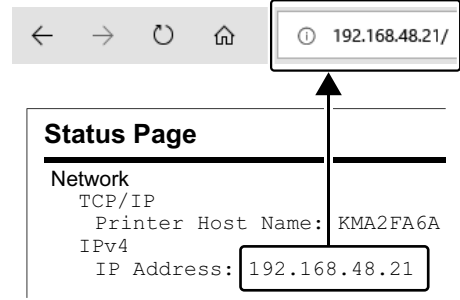 192.168.48.21/
Status Page
Network
TCP/IP
Printer Host Name: KMA2FA6A
IPv4
IP Address: 192.168.48.21